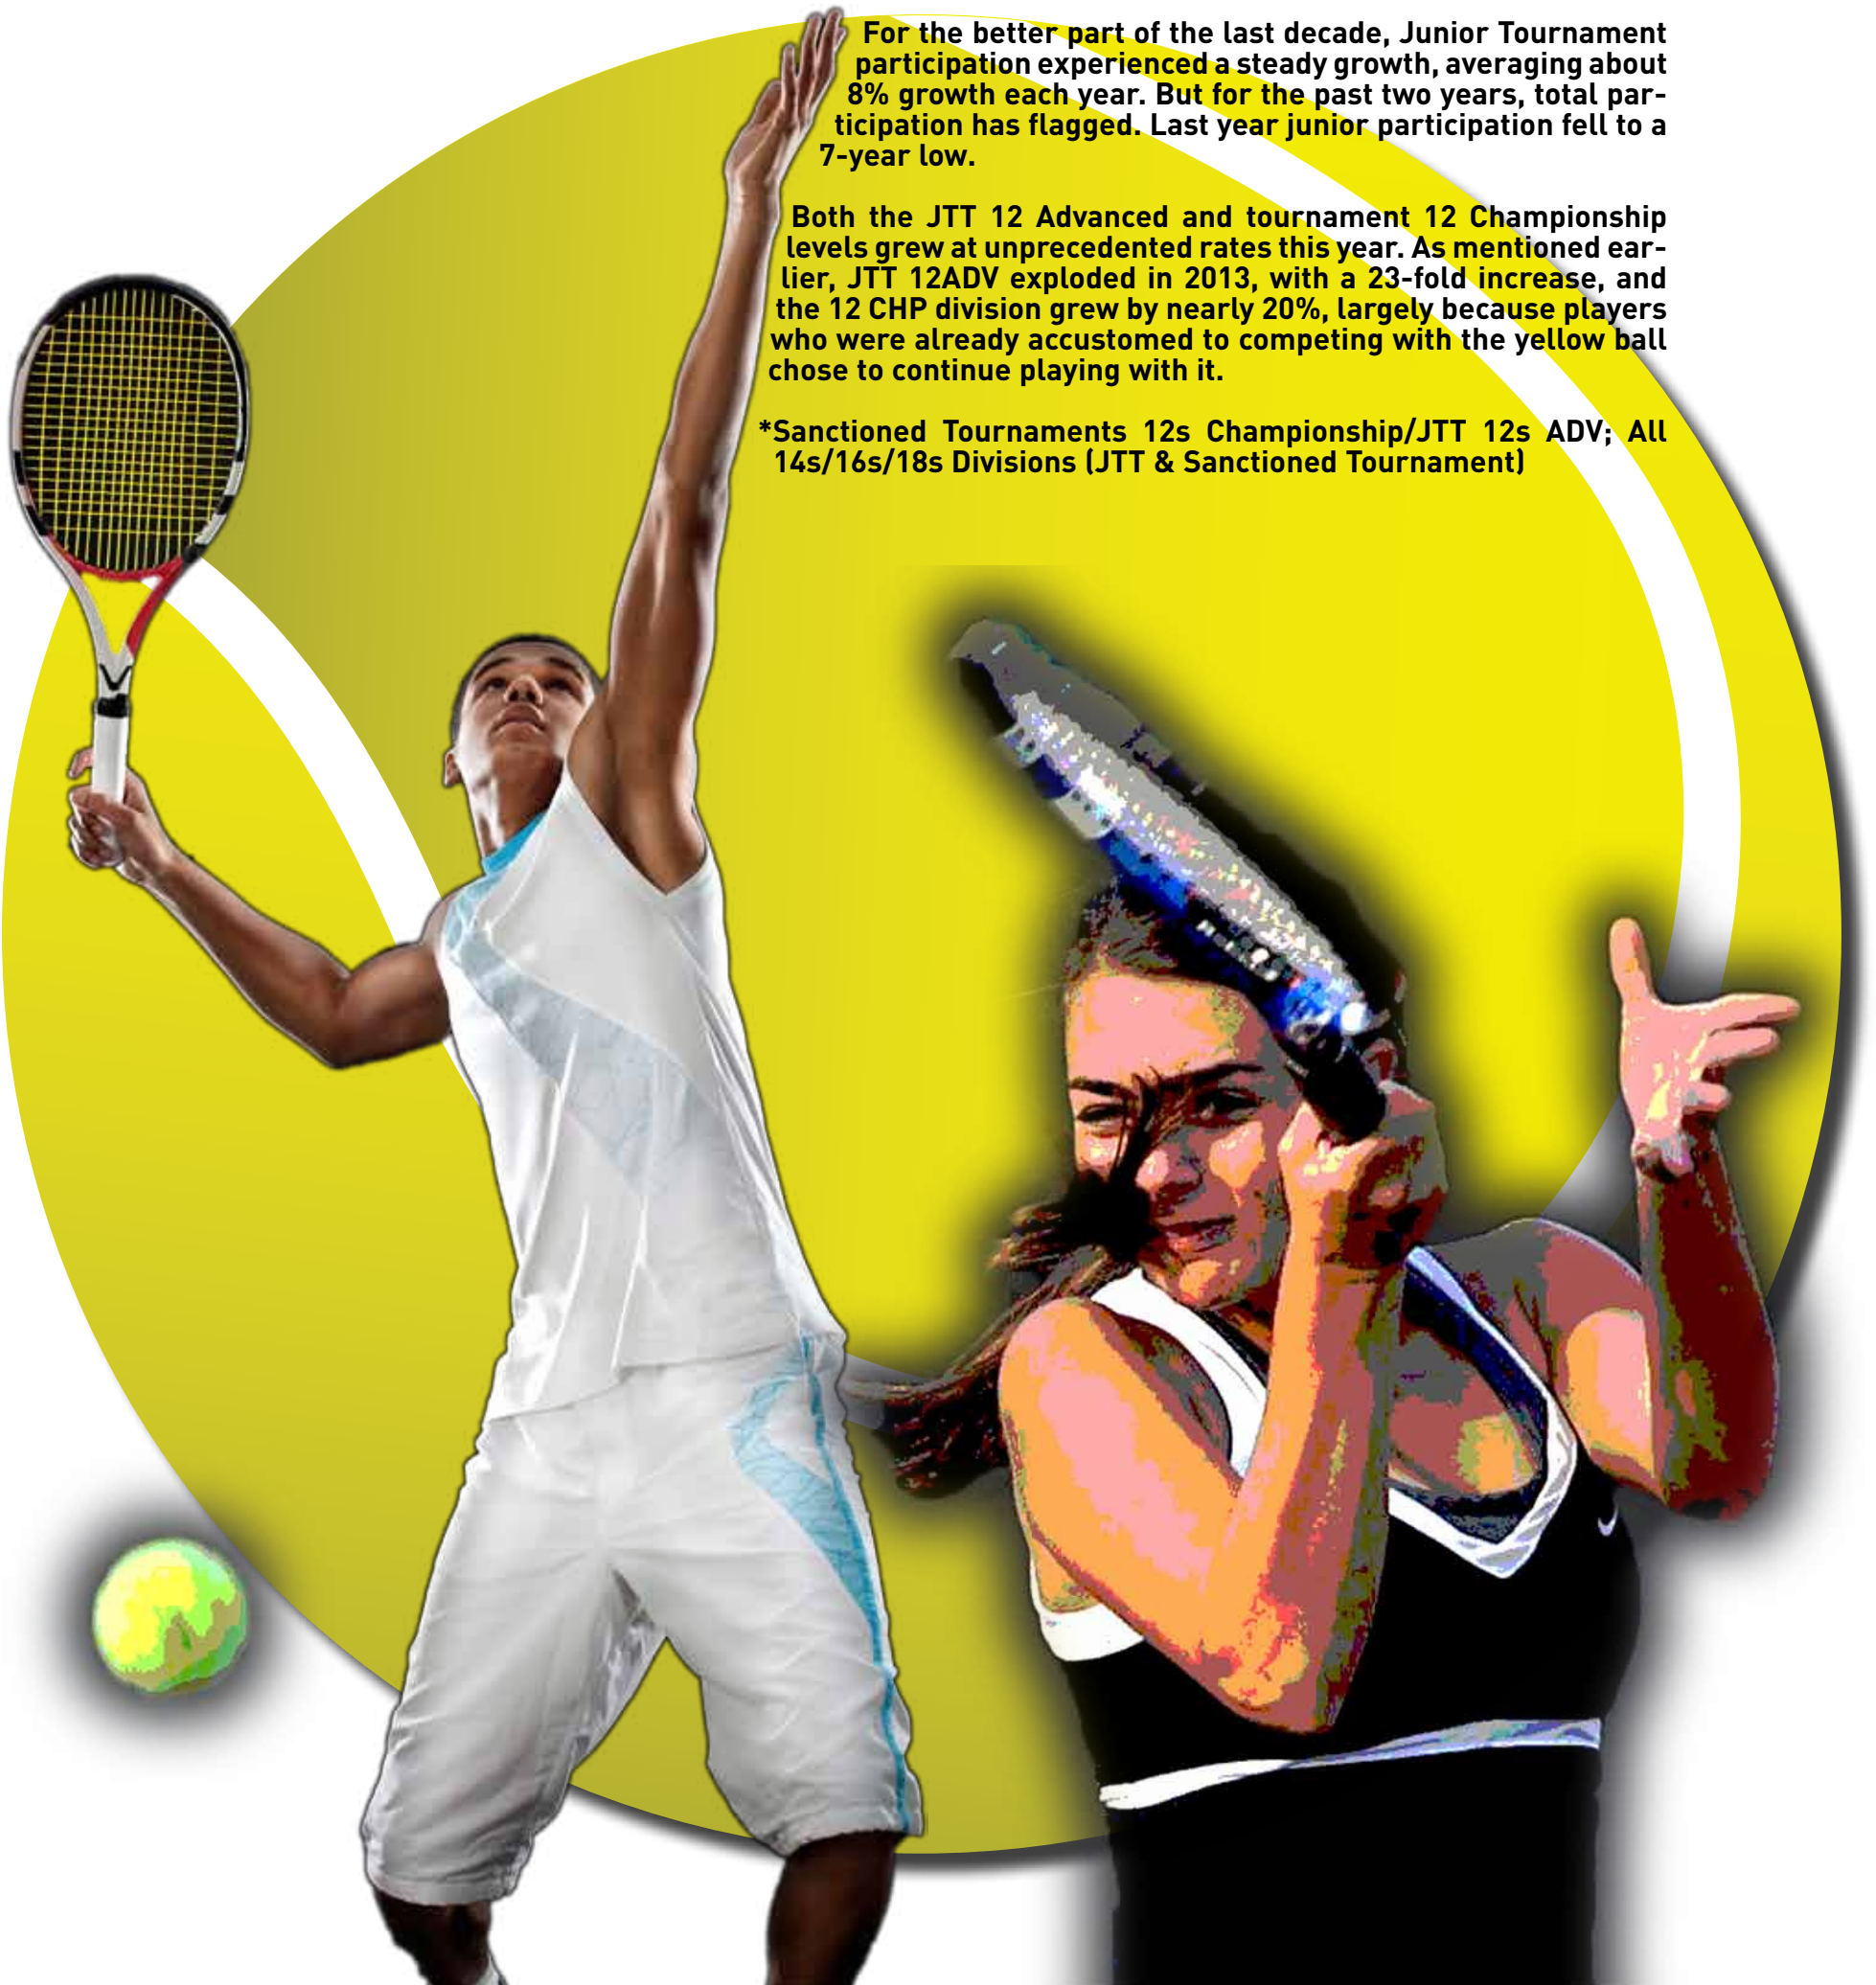 For the better part of the last decade, Junior Tournament
participation experienced a steady growth, averaging about
8% growth each year. But for the past two years, total par-
ticipation has flagged. Last year junior participation fell to a
7-year low.
Both the JTT 12 Advanced and tournament 12 Championship
levels grew at unprecedented rates this year. As mentioned ear-
lier, JTT 12ADV exploded in 2013, with a 23-fold increase, and
the 12 CHP division grew by nearly 20%, largely because players
who were already accustomed to competing with the yellow ball
chose to continue playing with it.
*Sanctioned Tournaments 12s Championship/JTT 12s ADV; All
14s/16s/18s Divisions (JTT & Sanctioned Tournament)